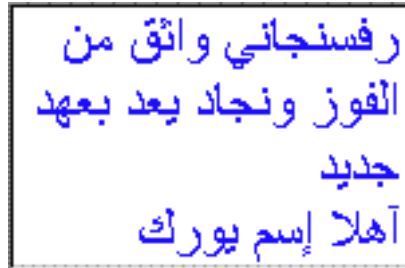 رفسنجاني واثق من
الفوز ونجاد يعد بعهد
جديد
آهلا إسم يورك